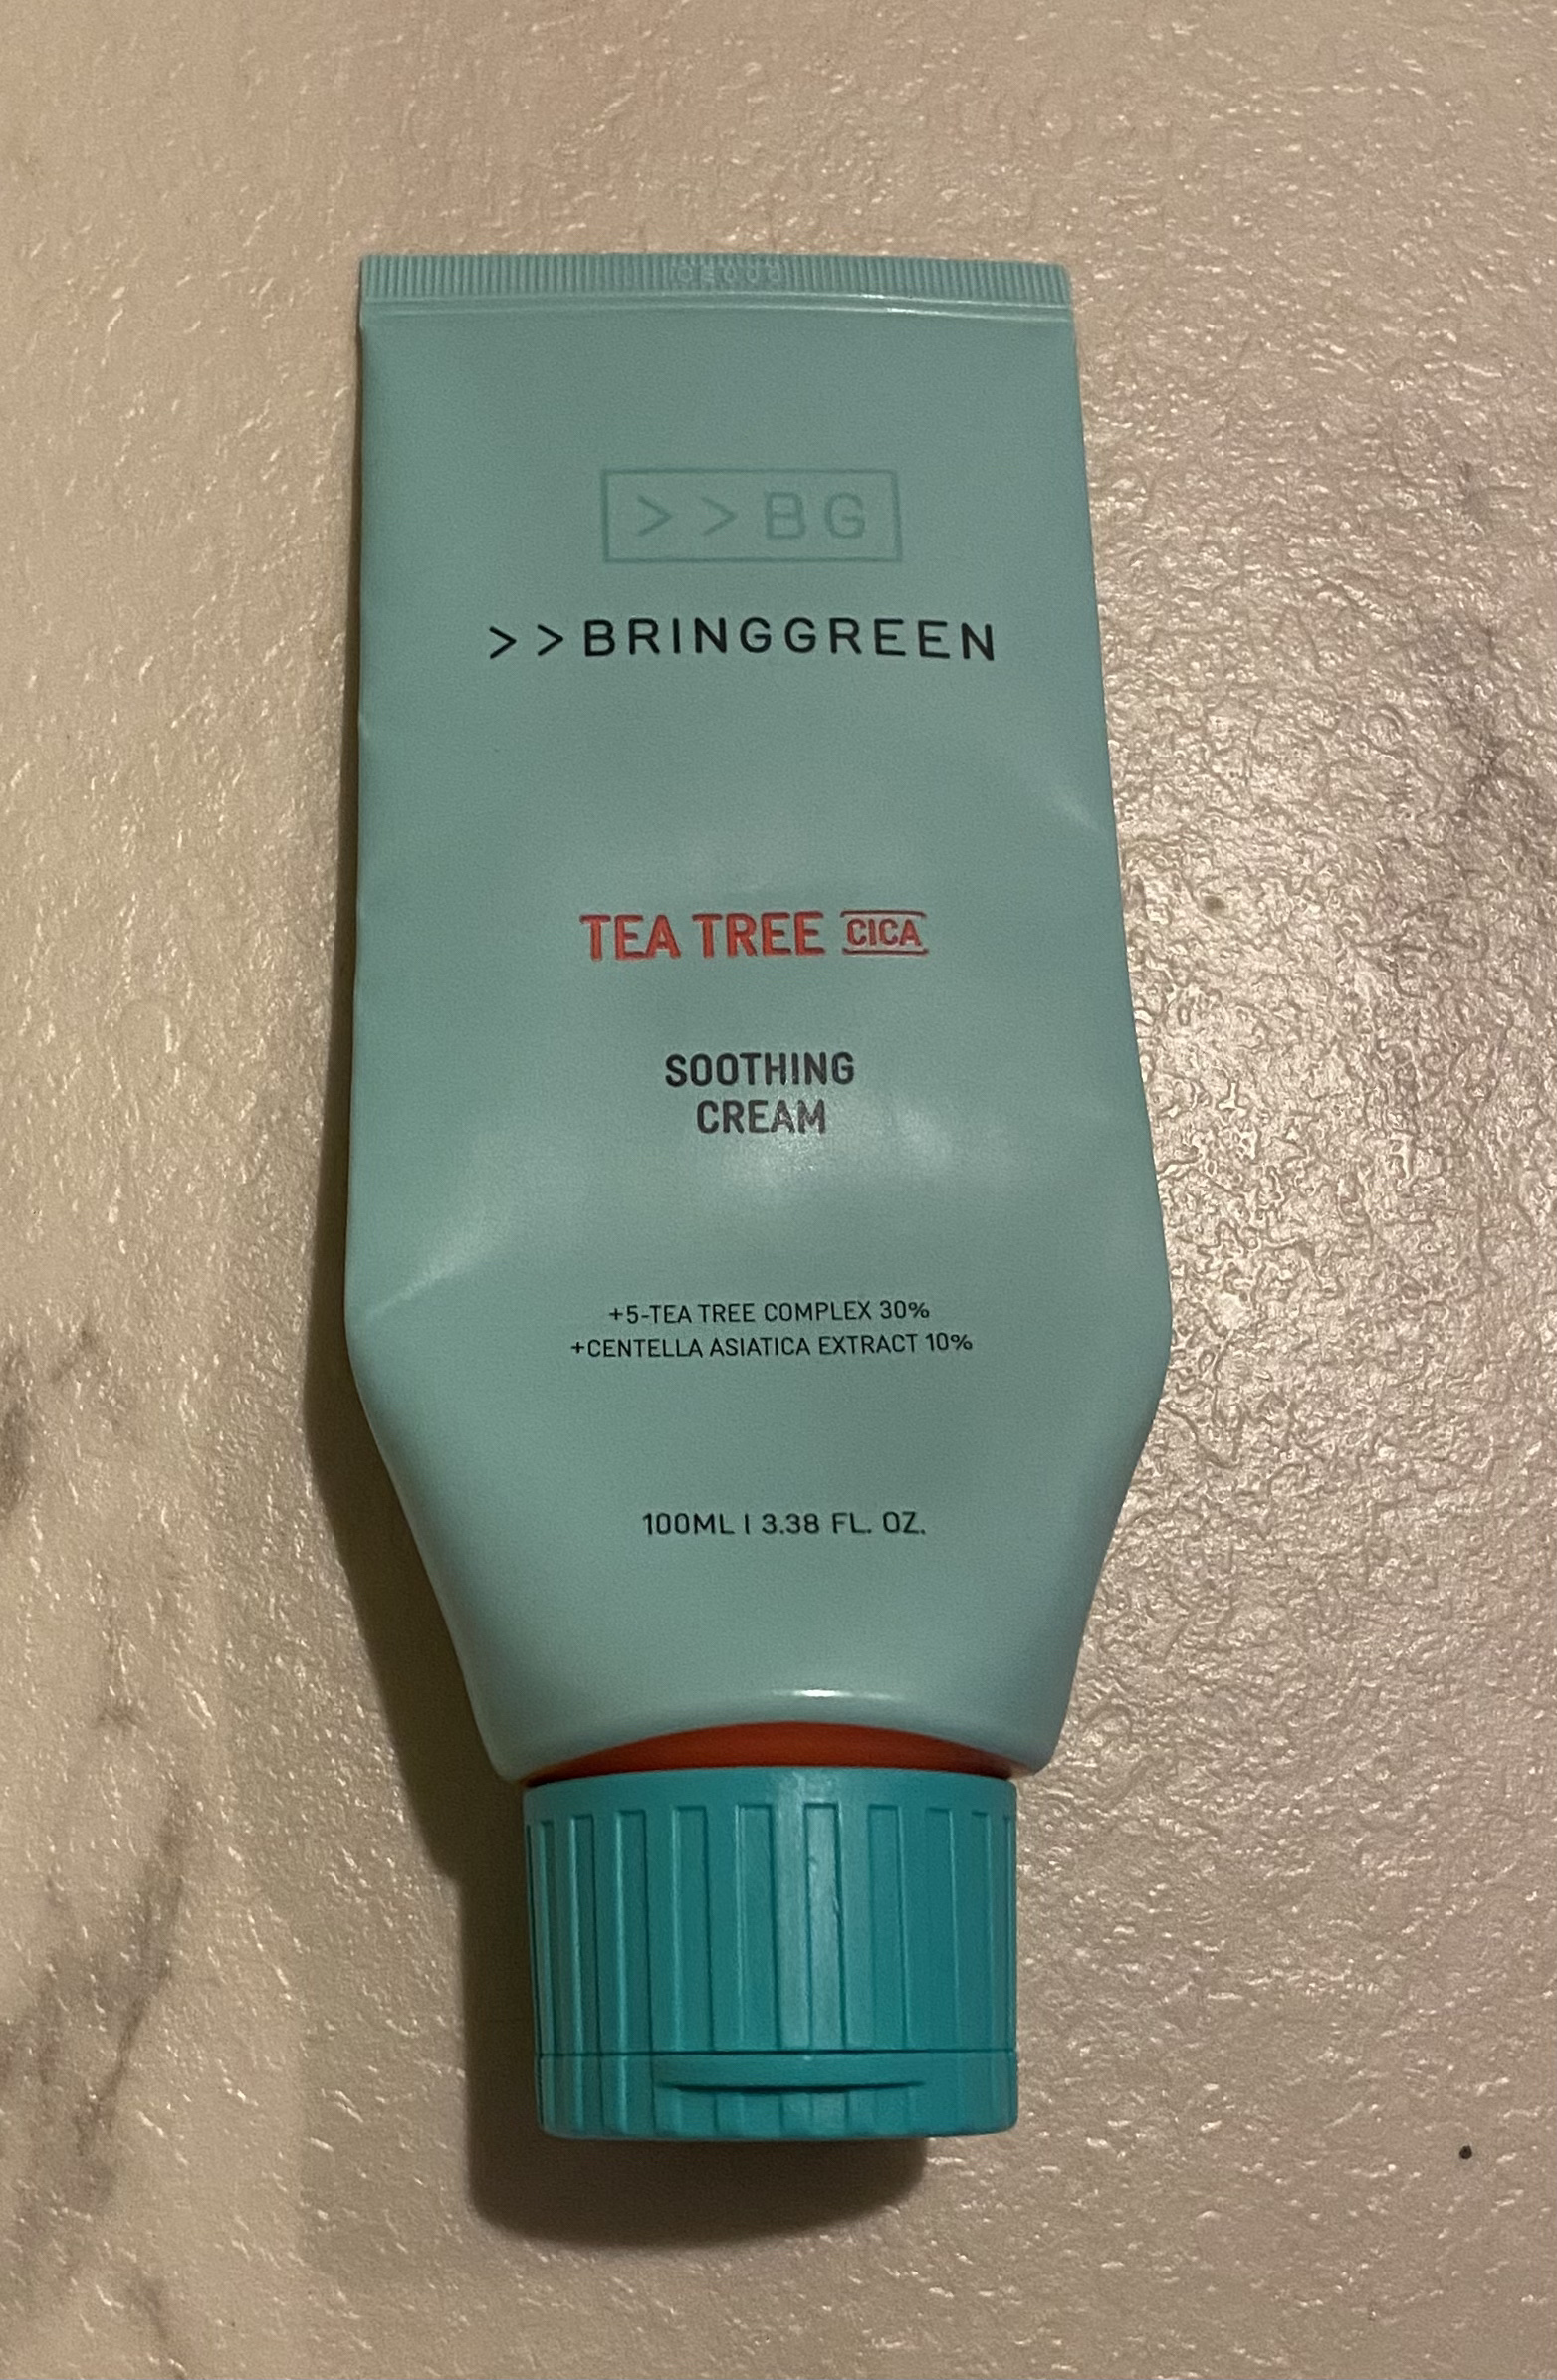 >>BG
>>BRINGGREEN
TEA TREE CICA
SOOTHING
CREAM
+5-TEA TREE COMPLEX 30%
+CENTELLA ASIATICA EXTRACT 10%
100ML I 3.38 FL. OZ.